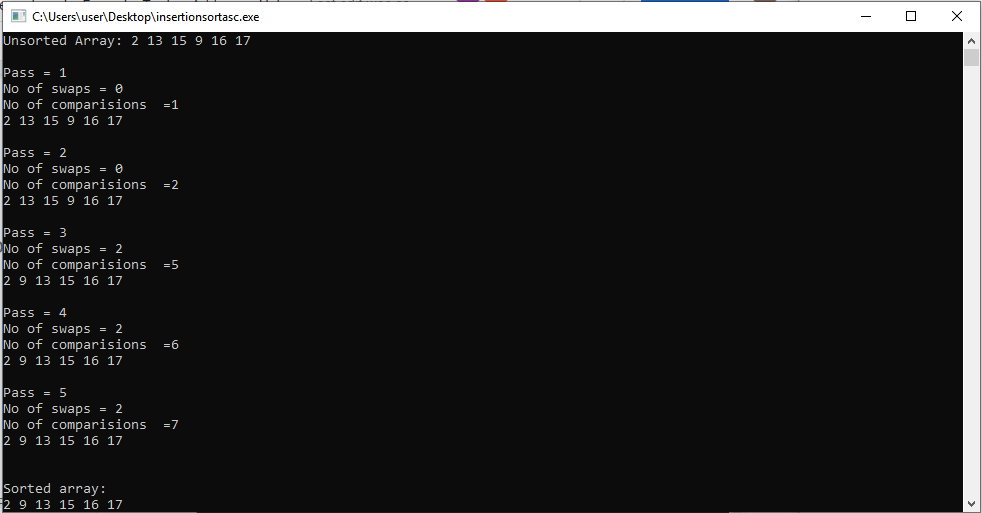 C:\Users\user\Desktop\insertionsortasc.exe
Unsorted Array: 2 13 15 9 16 17
Pass = 1
No of swaps = 0
No of comparisions  =1
2 13 15 9 16 17
Pass = 2
No of swaps = 0
No of comparisions  =2
2 13 15 9 16 17
Pass = 3
No of swaps = 2
No of comparisions  =5
2 9 13 15 16 17
Pass = 4
No of swaps = 2
No of comparisions  =6
2 9 13 15 16 17
Pass = 5
No of swaps = 2
No of comparisions  =7
2 9 13 15 16 17
Sorted array:
2 9 13 15 16 17